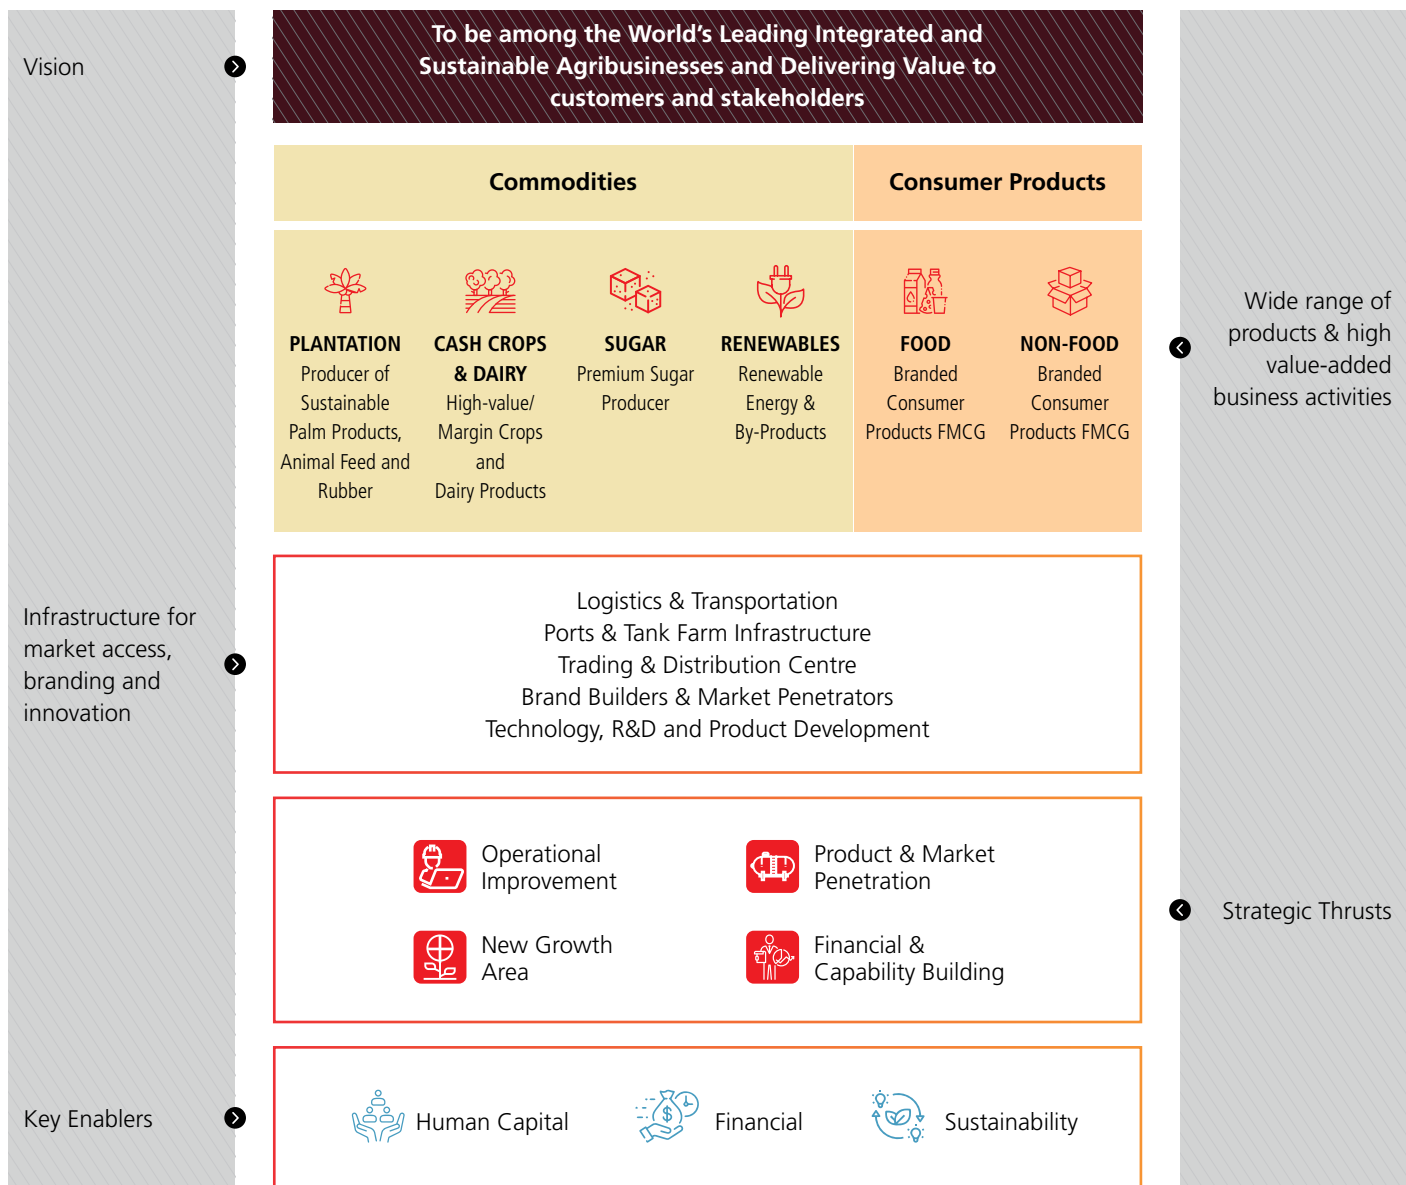 Vision
To be among the World's Leading Integrated and
Sustainable Agribusinesses and Delivering Value to
customers and stakeholders
Commodities
Consumer Products
PLANTATION
Producer of
Sustainable
Palm Products,
Animal Feed and
Rubber
CASH CROPS
& DAIRY
High-value/
Margin Crops
and
Dairy Products
SUGAR
Premium Sugar
Producer
RENEWABLES
Renewable
Energy &
By-Products
FOOD
Branded
Consumer
Products FMCG
NON-FOOD
Branded
Consumer
Products FMCG
Wide range of
products & high
value-added
business activities
Infrastructure for
market access,
branding and
innovation
Logistics & Transportation
Ports & Tank Farm Infrastructure
Trading & Distribution Centre
Brand Builders & Market Penetrators
Technology, R&D and Product Development
Operational
Improvement
Product & Market
Penetration
New Growth
Area
Financial &
Capability Building
Strategic Thrusts
Key Enablers
Human Capital
$
Financial
Sustainability